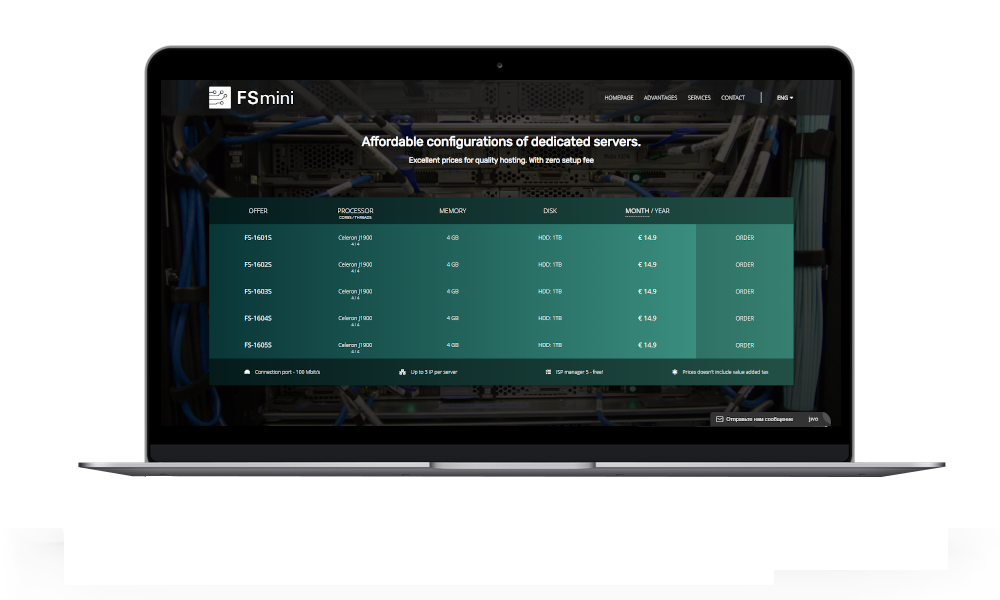 FSmini
HOMEPAGE ADVANTAGES SERVICES CONTACT | ENG
Affordable configurations of dedicated servers.
Excellent prices for quality hosting. With zero setup fee
OFFER PROCESSOR MEMORY DISK MONTH / YEAR
CORES / THREADS
FS-1601S Celeron J1900 4 GB HDD: 1TB € 14.9 ORDER
4 / 4
FS-1602S Celeron J1900 4 GB HDD: 1TB € 14.9 ORDER
4 / 4
FS-1603S Celeron J1900 4 GB HDD: 1TB € 14.9 ORDER
4 / 4
FS-1604S Celeron J1900 4 GB HDD: 1TB € 14.9 ORDER
4 / 4
FS-1605S Celeron J1900 4 GB HDD: 1TB € 14.9 ORDER
4 / 4
Connection port - 100 Mbit/s Up to 5 IP per server ISP manager 5 - free! Prices doesn't include value added tax
Отправьте нам сообщение jivo